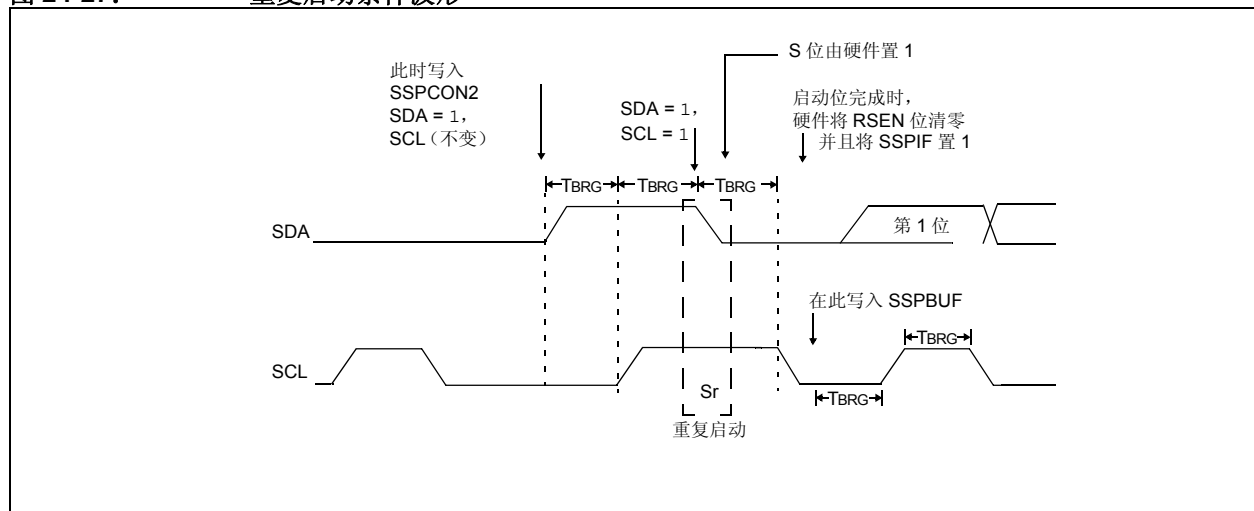 重复启动条件波形
S 位由硬件置 1
此时写入
SSPCON2
SDA = 1,
SCL（不变）
SDA = 1,
SCL = 1
启动位完成时，
硬件将 RSEN 位清零
并且将 SSPIF 置 1
TBRG
TBRG
TBRG
SDA
第 1 位
在此写入 SSPBUF
TBRG
SCL
Sr
TBRG
重复启动